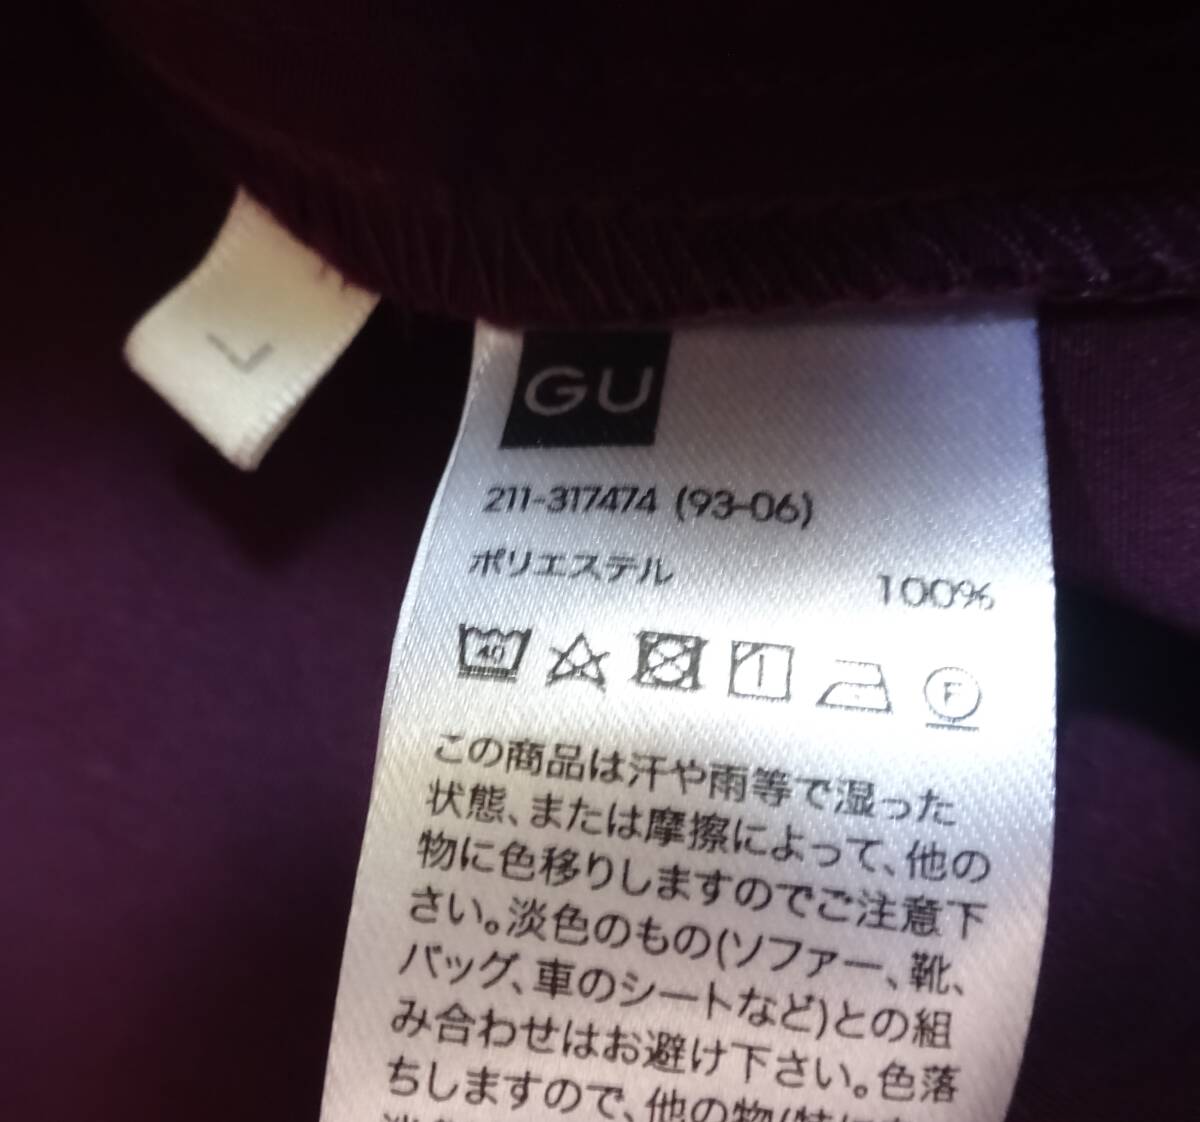 L
GU
211-317474 (93-06)
ポリエステル 100%
40
F
この商品は汗や雨等で湿った
状態、または摩擦によって、他の
物に色移りしますのでご注意下
さい。淡色のもの(ソファー、靴、
バッグ、車のシートなど)との組
み合わせはお避け下さい。色落
ちしますので、他の物(特に